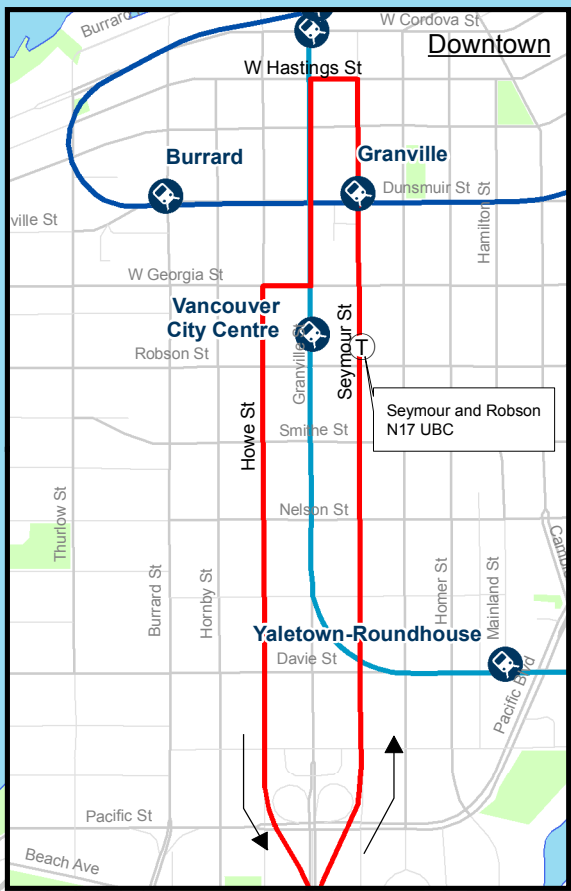 Burrard
W Cordova St
Downtown
W Hastings St
Burrard
Granville
Dunsmuir St
Hamilton St
ville St
W Georgia St
Vancouver
City Centre
Granville St
Seymour St
Robson St
T
Seymour and Robson
N17 UBC
Howe St
Smithe St
Thurlow St
Nelson St
Burrard St
Hornby St
Homer St
Mainland St
Yaletown-Roundhouse
Davie St
Pacific Blvd
Pacific St
Beach Ave